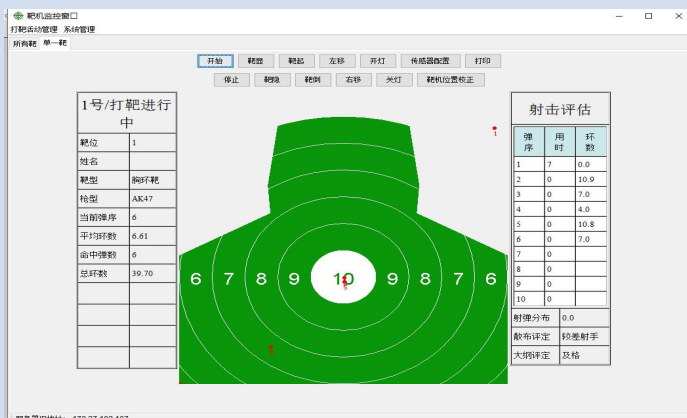 靶机监控窗口
打靶活动管理 系统管理
所有靶 单一靶
开始 靶显 靶起 左移 开灯 传感器配置 打印
停止 靶隐 靶倒 右移 关灯 靶机位置校正
1号/打靶进行
中
靶位 1
姓名
靶型 胸环靶
枪型 AK47
当前弹序 6
平均环数 6.61
命中弹数 6
总环数 39.70
1
6 7 8 9 10 9 8 7 6
射击评估
弹序 用时 环数
1 7 0.0
2 0 10.9
3 0 7.0
4 0 4.0
5 0 10.8
6 0 7.0
7 0
8 0
9 0
10 0
射弹分布 0.0
散布评定 较差射手
大纲评定 及格